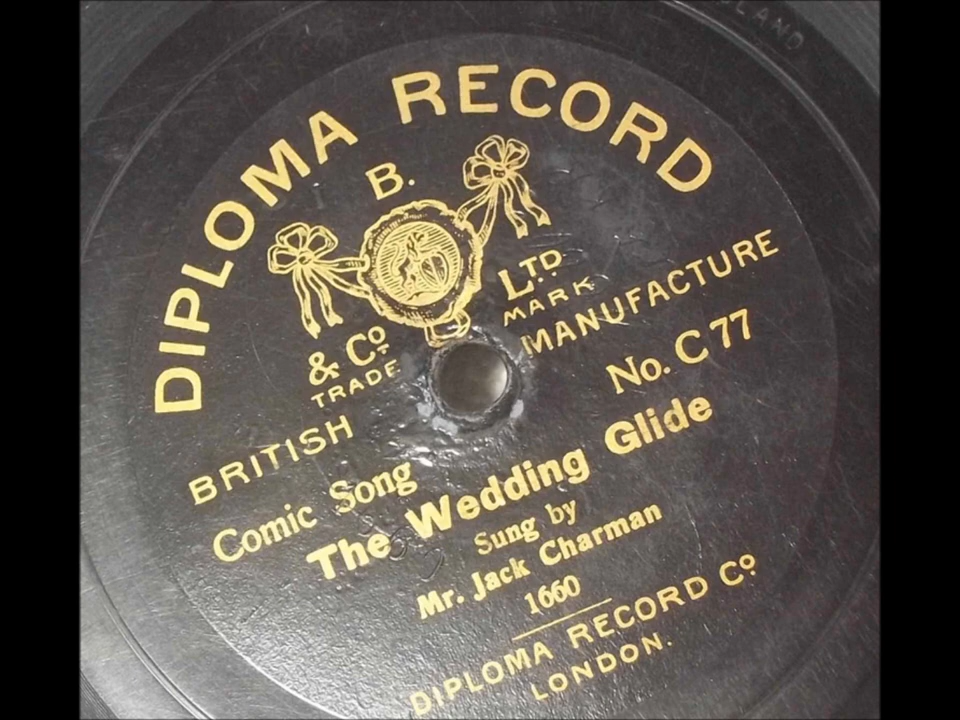 DIPLOMA RECORD
B.
& Co LTD
TRADE MARK
BRITISH MANUFACTURE
No. C 77
Comic Song
The Wedding Glide
Sung by
Mr. Jack Charman
1660
DIPLOMA RECORD Co
LONDON.